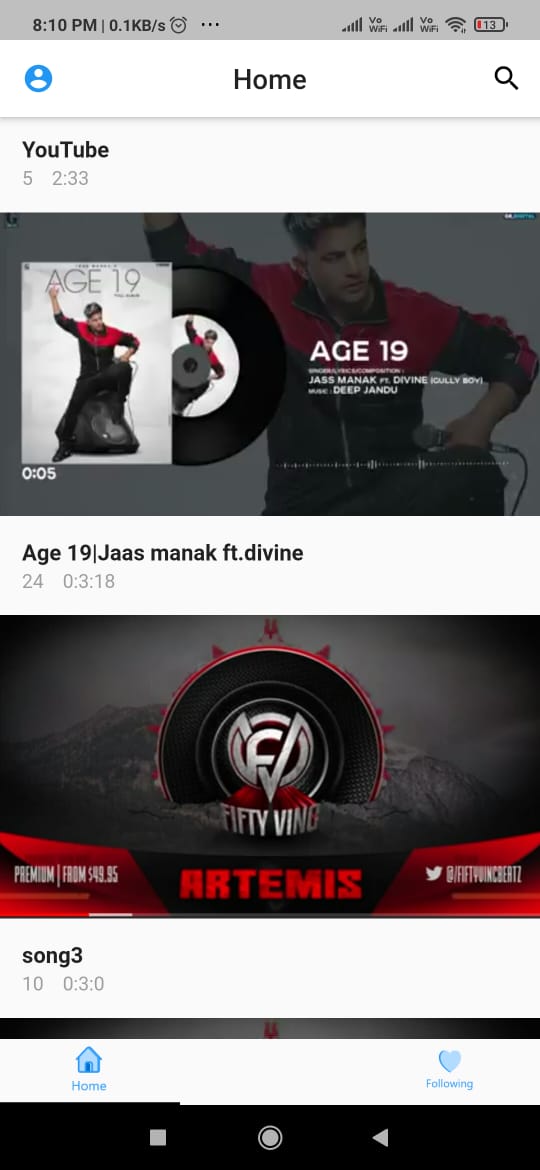 8:10 PM | 0.1KB/s ...
Vo WiFi Vo WiFi 13
Home
YouTube
5 2:33
AGE 19
AGE 19
SINGER/LYRICS/COMPOSITION :
JASS MANAK FT. DIVINE (GULLY BOY)
MUSIC : DEEP JANDU
0:05
Age 19|Jaas manak ft.divine
24 0:3:18
FIFTY VINC
PREMIUM | FROM $49.95
ARTEMIS
@/FIFTYVINCBEATZ
song3
10 0:3:0
Home
Following